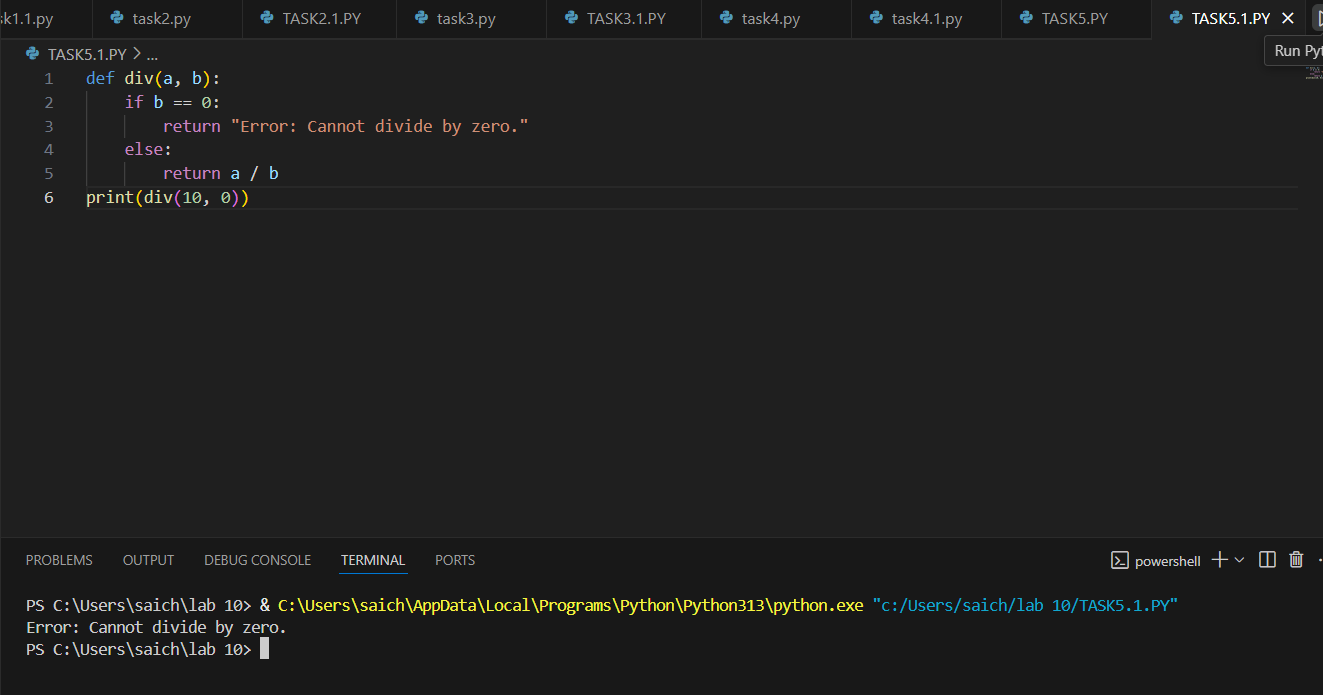 sk1.1.py task2.py TASK2.1.PY task3.py TASK3.1.PY task4.py task4.1.py TASK5.PY TASK5.1.PY
TASK5.1.PY > ...
Run Pyt
1 def div(a, b):
2     if b == 0:
3         return "Error: Cannot divide by zero."
4     else:
5         return a / b
6 print(div(10, 0))
PROBLEMS OUTPUT DEBUG CONSOLE TERMINAL PORTS powershell
PS C:\Users\saich\lab 10> & C:\Users\saich\AppData\Local\Programs\Python\Python313\python.exe "c:/Users/saich/lab 10/TASK5.1.PY"
Error: Cannot divide by zero.
PS C:\Users\saich\lab 10>